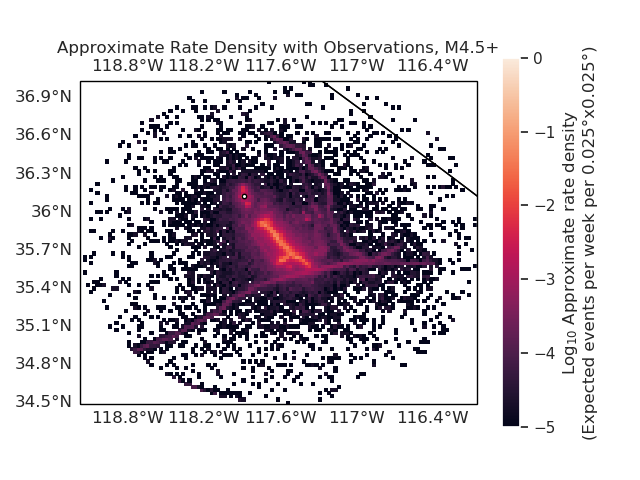 Approximate Rate Density with Observations, M4.5+
118.8°W 118.2°W 117.6°W 117°W 116.4°W
36.9°N
36.6°N
36.3°N
36°N
35.7°N
35.4°N
35.1°N
34.8°N
34.5°N
118.8°W 118.2°W 117.6°W 117°W 116.4°W
0
−1
−2
−3
−4
−5
Log10 Approximate rate density
(Expected events per week per 0.025°x0.025°)